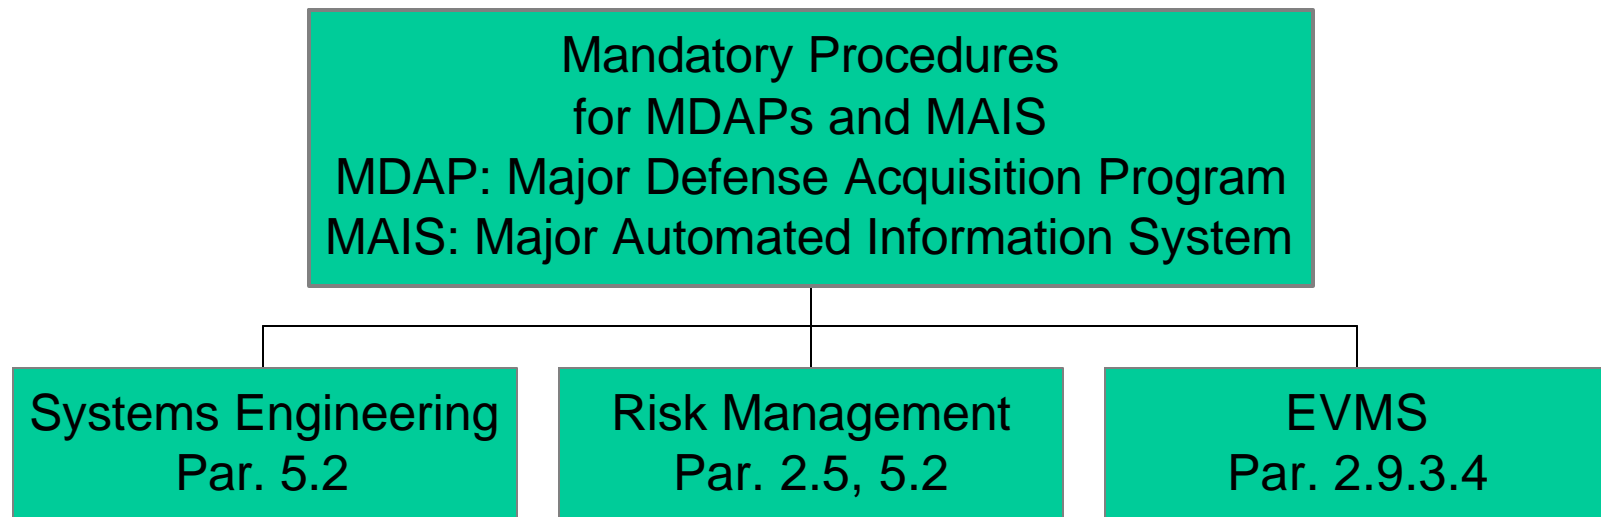 Mandatory Procedures
for MDAPs and MAIS
MDAP: Major Defense Acquisition Program
MAIS: Major Automated Information System
Systems Engineering
Par. 5.2
Risk Management
Par. 2.5, 5.2
EVMS
Par. 2.9.3.4